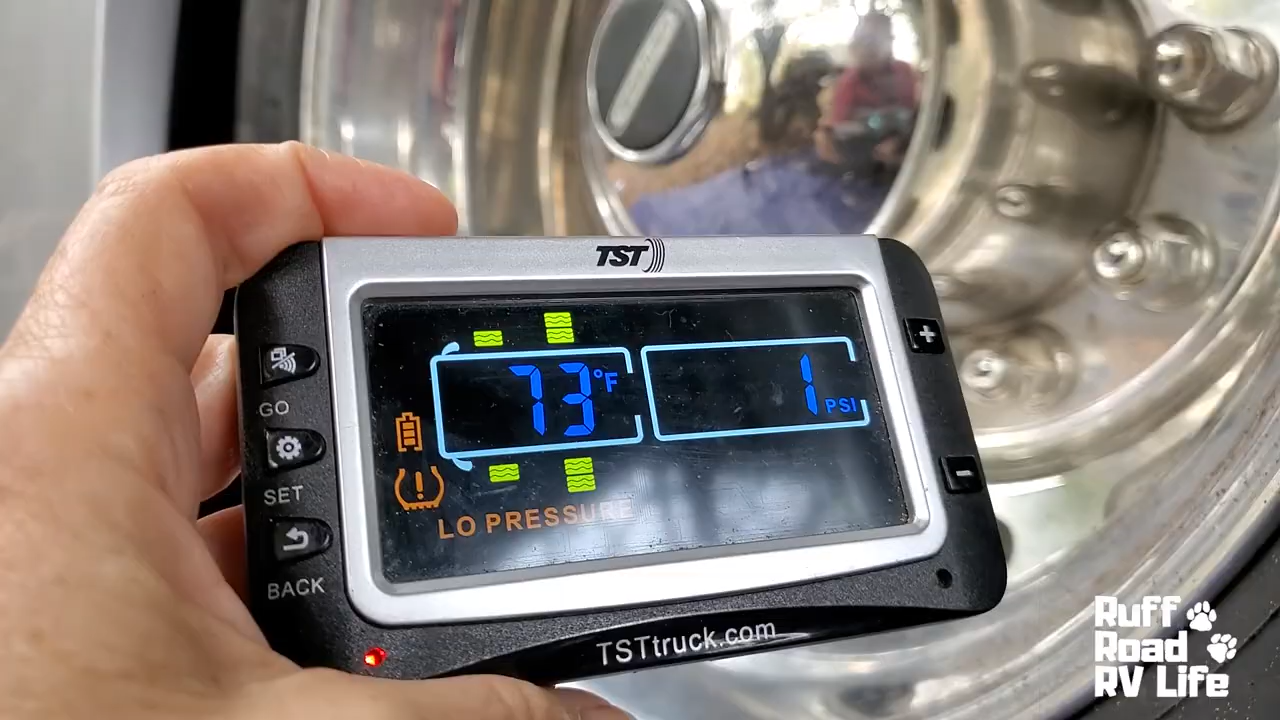 TST
73 °F
1 PSI
LO PRESSURE
GO
SET
BACK
+
-
TSTtruck.com
Ruff
Road
RV Life